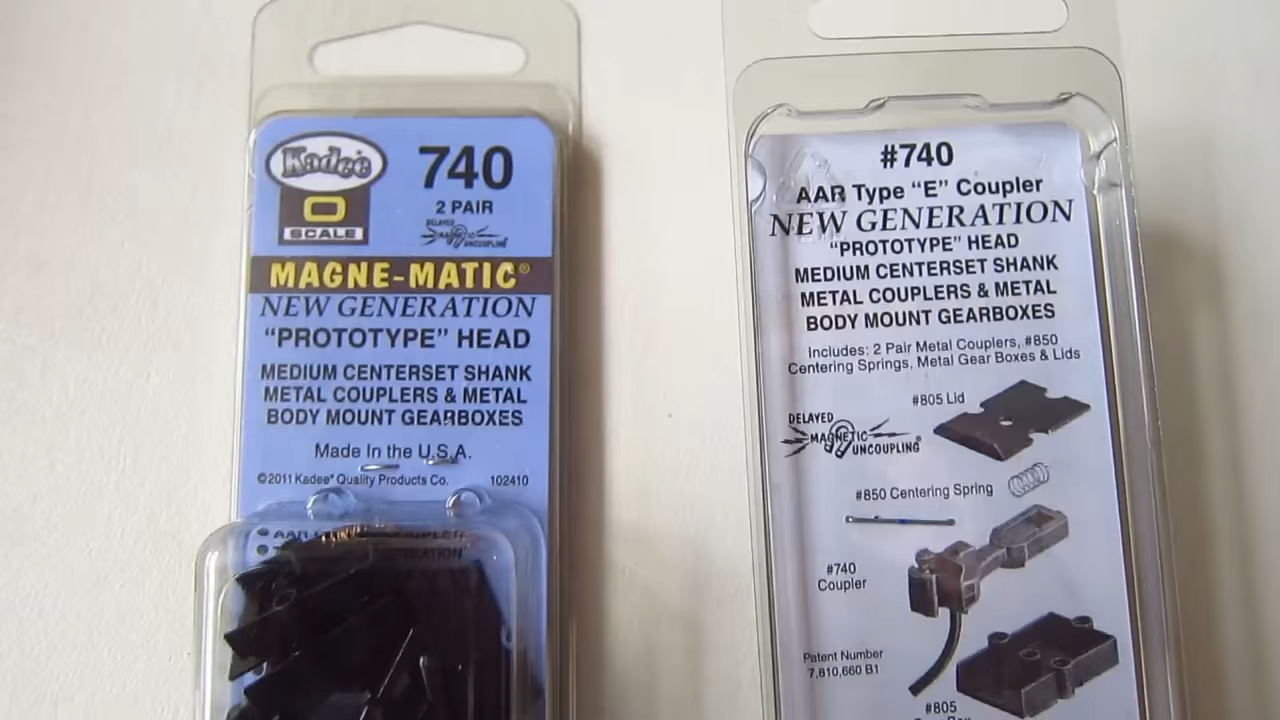 Kadee
O
SCALE
740
2 PAIR
DELAYED
MAGNETIC
UNCOUPLING
MAGNE-MATIC®
NEW GENERATION
"PROTOTYPE" HEAD
MEDIUM CENTERSET SHANK
METAL COUPLERS & METAL
BODY MOUNT GEARBOXES
Made In the U.S.A.
©2011 Kadee® Quality Products Co. 102410
#740
AAR Type "E" Coupler
NEW GENERATION
"PROTOTYPE" HEAD
MEDIUM CENTERSET SHANK
METAL COUPLERS & METAL
BODY MOUNT GEARBOXES
Includes: 2 Pair Metal Couplers, #850
Centering Springs, Metal Gear Boxes & Lids
#805 Lid
DELAYED
MAGNETIC
UNCOUPLING®
#850 Centering Spring
#740
Coupler
Patent Number
7,810,660 B1
#805